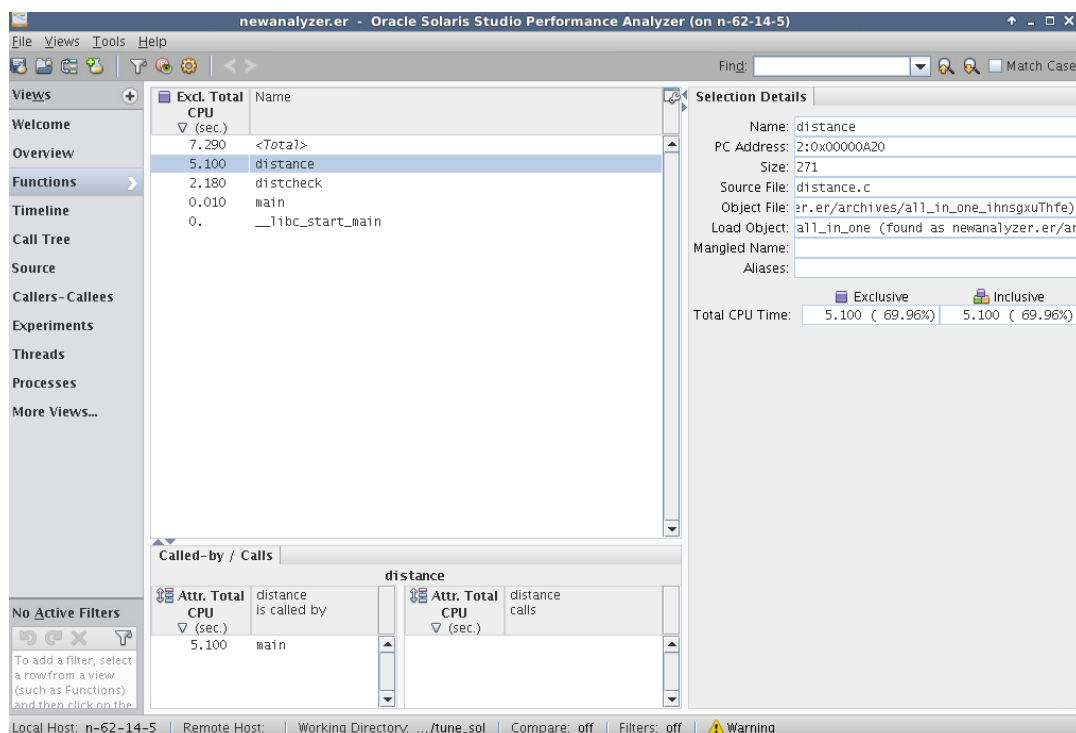 newanalyzer.er - Oracle Solaris Studio Performance Analyzer (on n-62-14-5)
File Views Tools Help
Find: Match Case
Views
Welcome
Overview
Functions
Timeline
Call Tree
Source
Callers-Callees
Experiments
Threads
Processes
More Views...
Excl. Total Name
CPU
(sec.)
7.290 <Total>
5.100 distance
2.180 distcheck
0.010 main
0. __libc_start_main
Selection Details
Name: distance
PC Address: 2:0x00000A20
Size: 271
Source File: distance.c
Object File: er.er/archives/all_in_one_ihnsgxuThfe)
Load Object: all_in_one (found as newanalyzer.er/ar
Mangled Name:
Aliases:
Exclusive Inclusive
Total CPU Time: 5.100 ( 69.96%) 5.100 ( 69.96%)
Called-by / Calls
distance
Attr. Total distance
CPU is called by
(sec.)
5.100 main
Attr. Total distance
CPU calls
(sec.)
No Active Filters
To add a filter, select
a row from a view
(such as Functions)
and then click on the
Local Host: n-62-14-5 Remote Host: Working Directory: .../tune_sol Compare: off Filters: off Warning